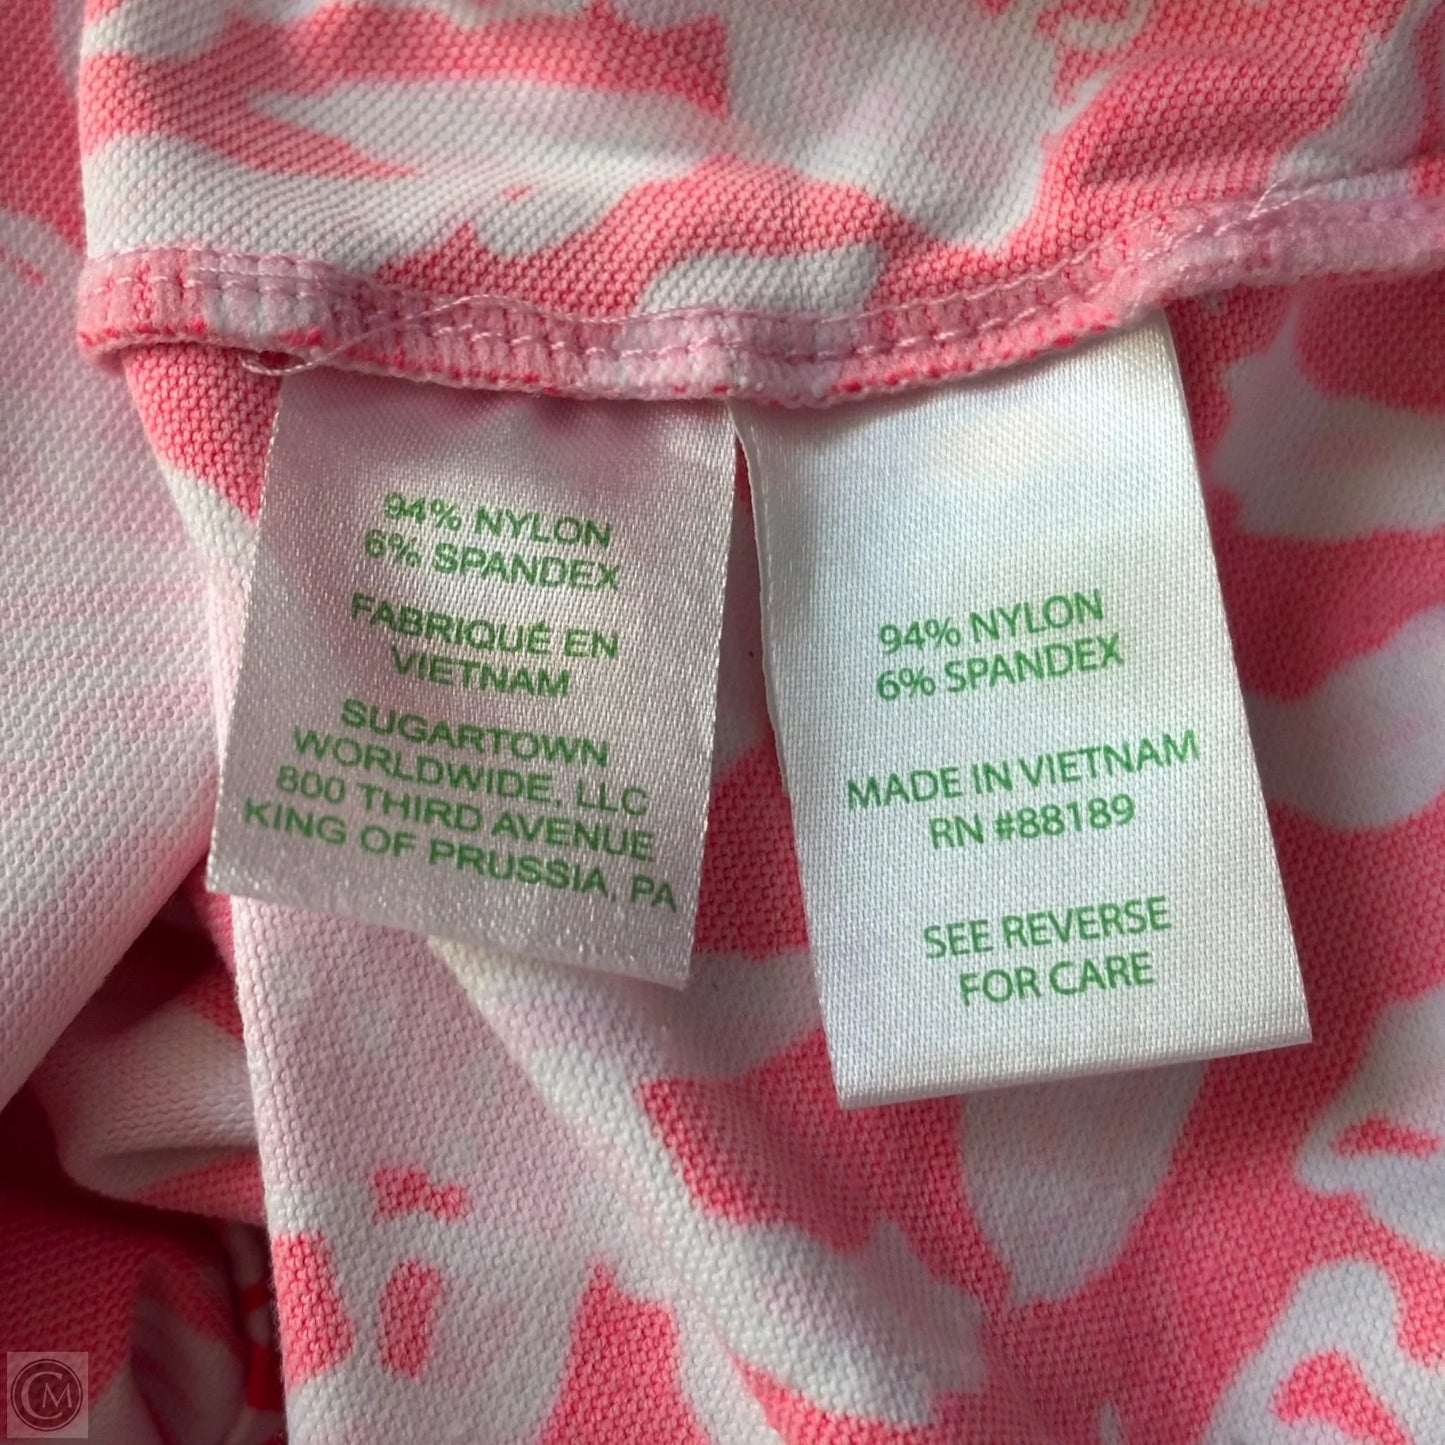 94% NYLON
6% SPANDEX
FABRIQUÉ EN
VIETNAM
SUGARTOWN
WORLDWIDE, LLC
800 THIRD AVENUE
KING OF PRUSSIA, PA
94% NYLON
6% SPANDEX
MADE IN VIETNAM
RN #88189
SEE REVERSE
FOR CARE
CM